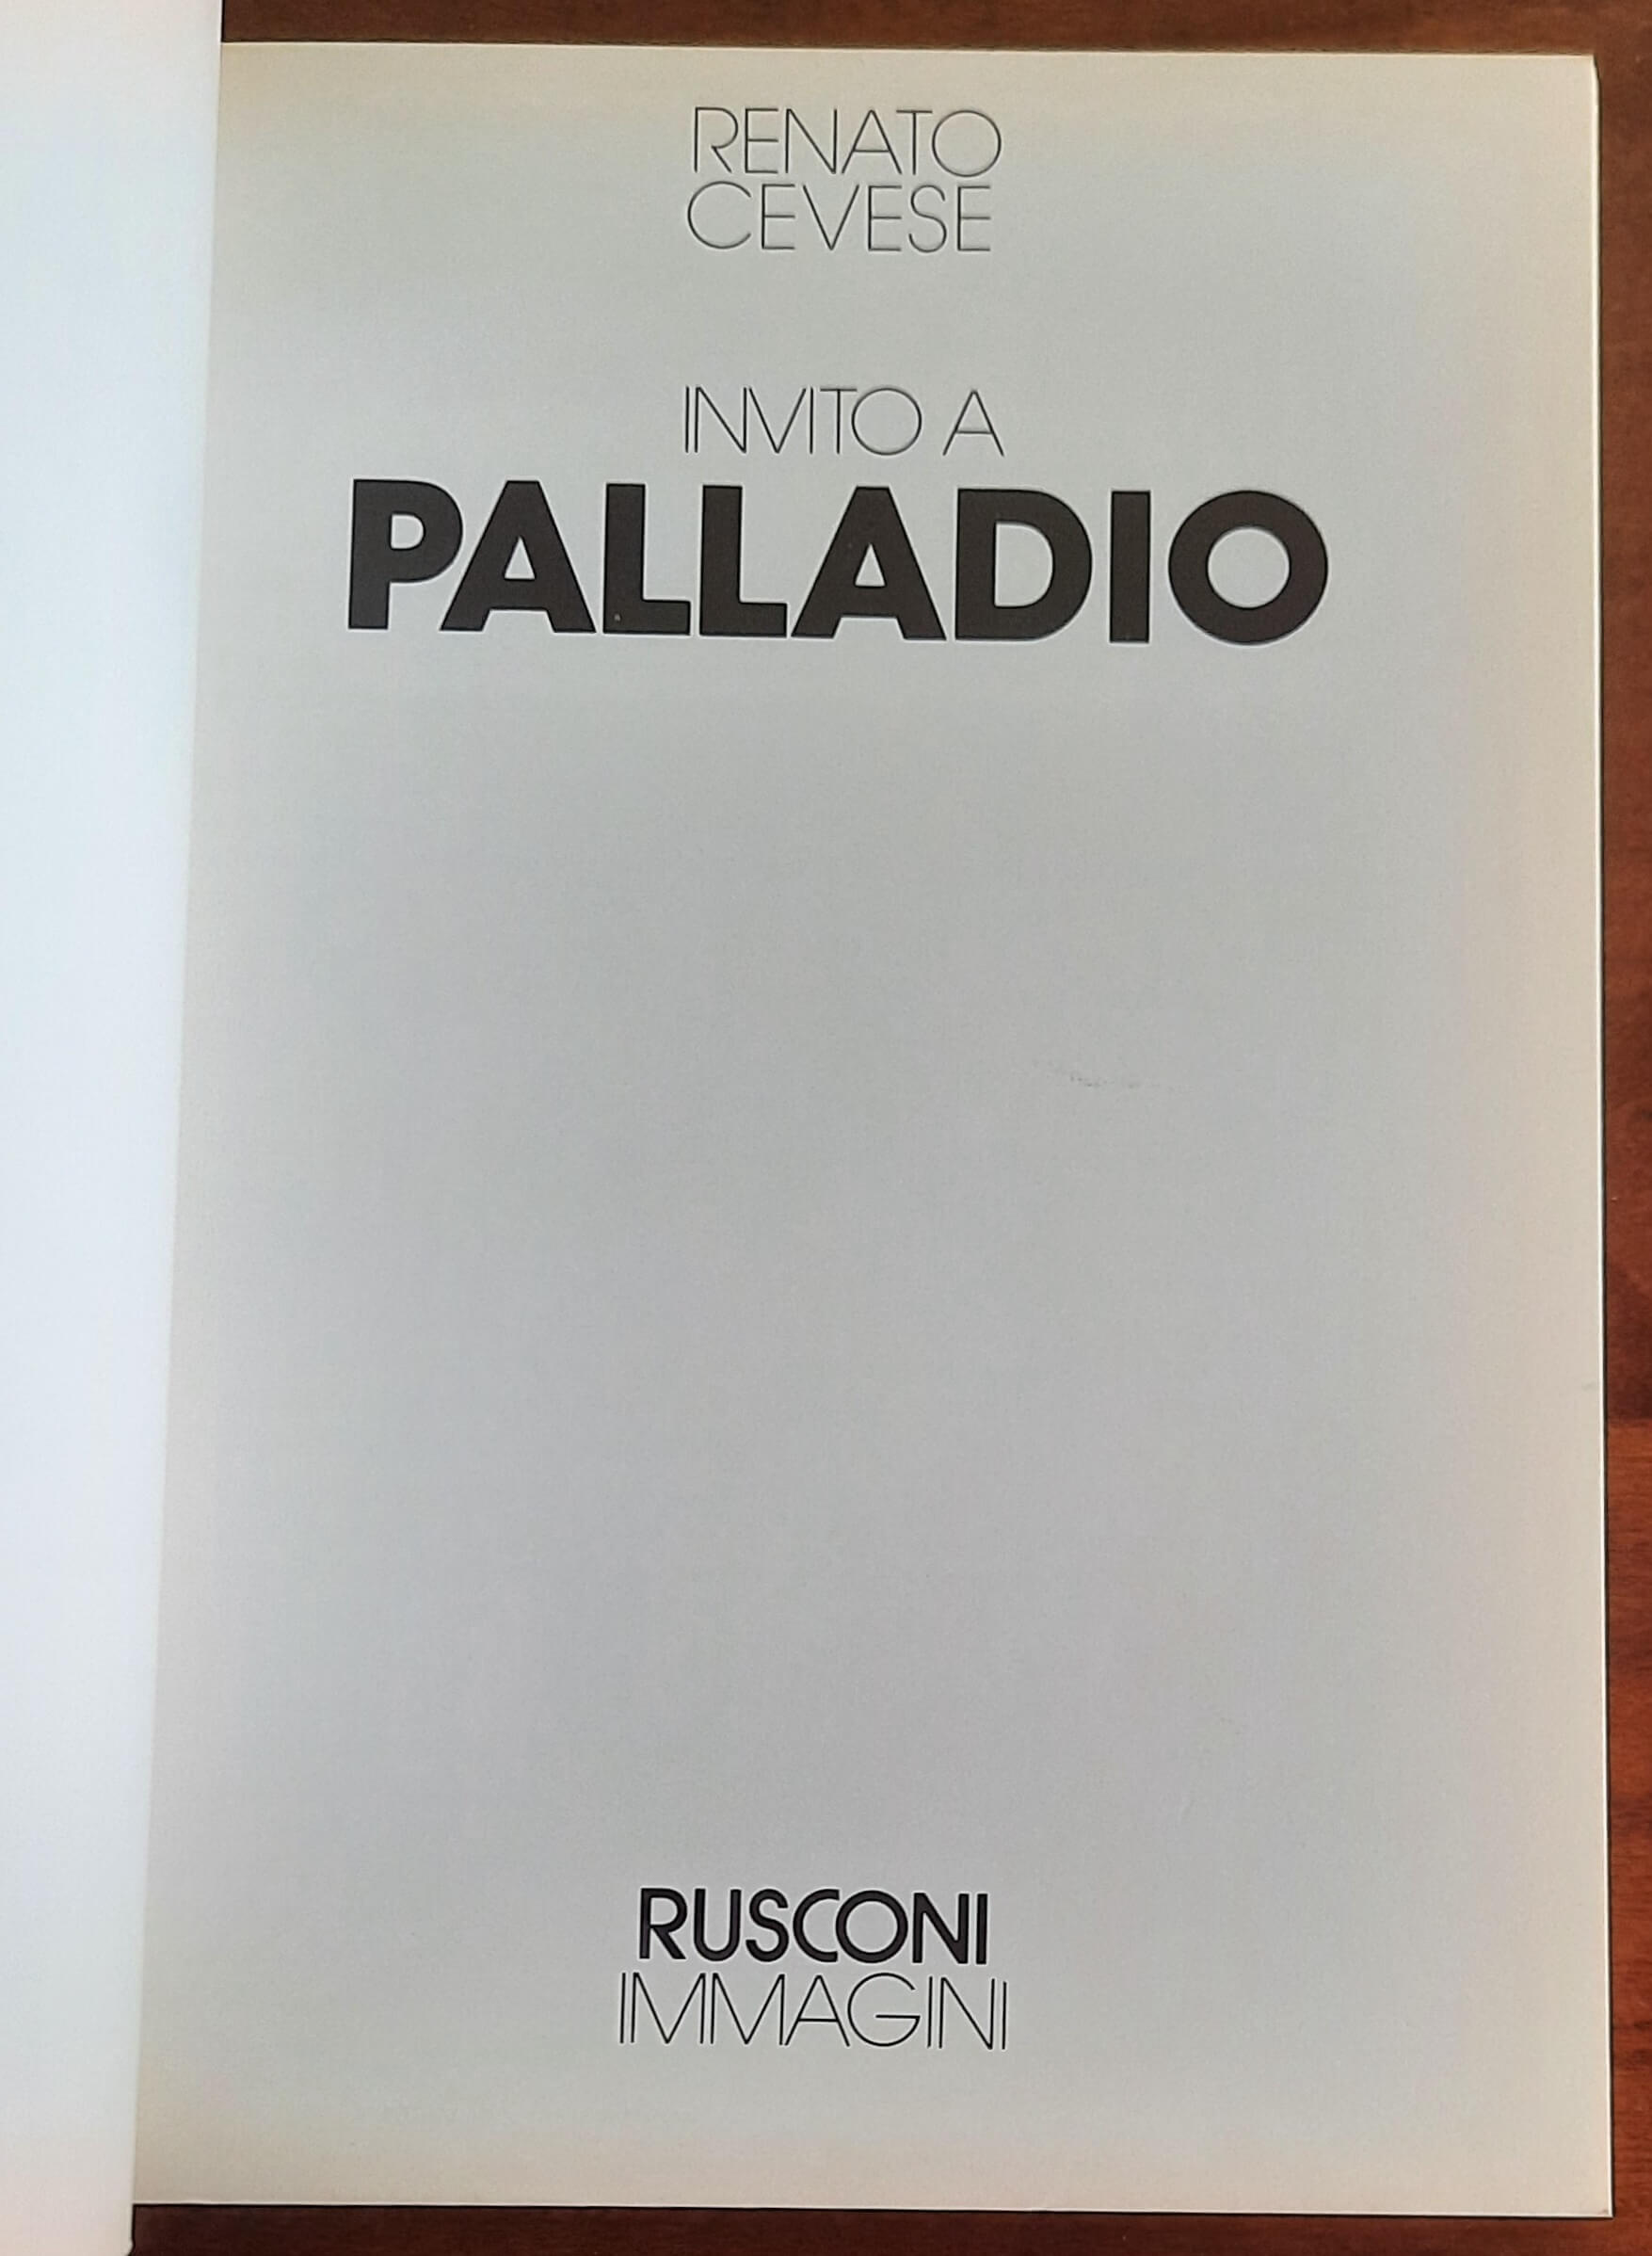 RENATO
CEVESE
INVITO A
PALLADIO
RUSCONI
IMMAGINI